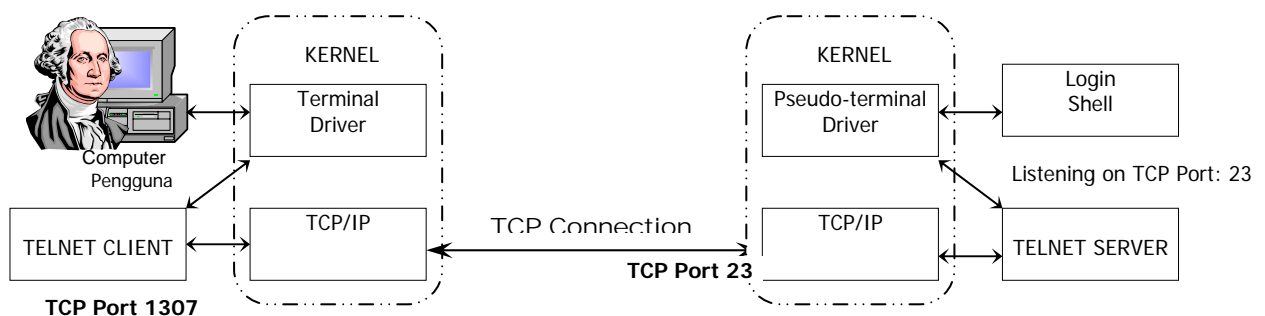 KERNEL
Terminal
Driver
Computer
Pengguna
TELNET CLIENT
TCP/IP
TCP Port 1307
TCP Connection
TCP Port 23
KERNEL
Pseudo-terminal
Driver
TCP/IP
Login
Shell
Listening on TCP Port: 23
TELNET SERVER